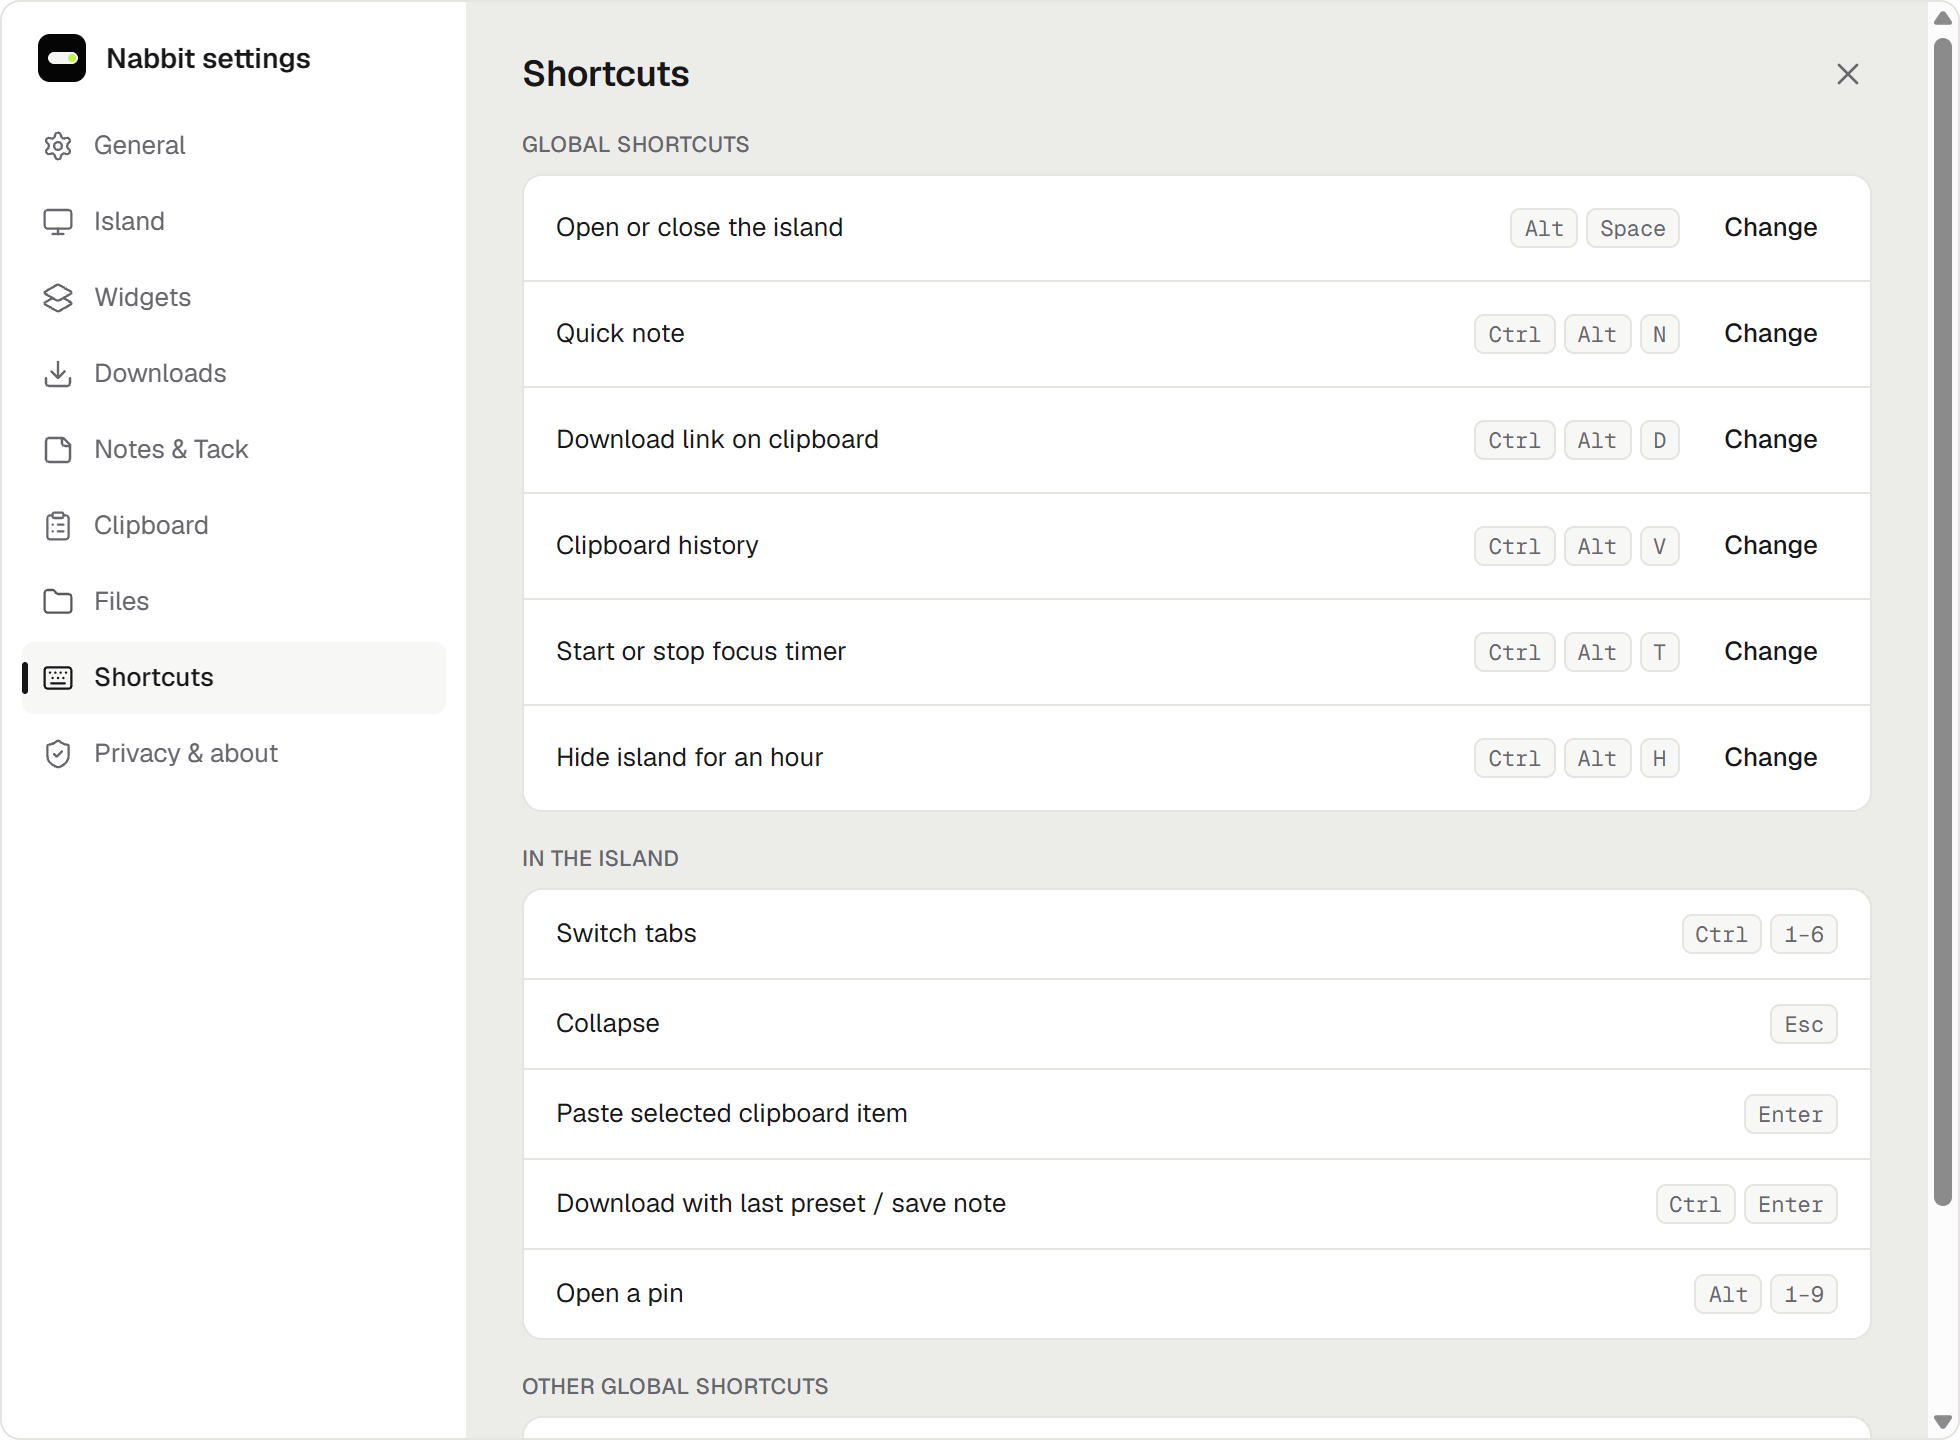 Nabbit settings
General
Island
Widgets
Downloads
Notes & Tack
Clipboard
Files
Shortcuts
Privacy & about
Shortcuts
GLOBAL SHORTCUTS
Open or close the island Alt Space Change
Quick note Ctrl Alt N Change
Download link on clipboard Ctrl Alt D Change
Clipboard history Ctrl Alt V Change
Start or stop focus timer Ctrl Alt T Change
Hide island for an hour Ctrl Alt H Change
IN THE ISLAND
Switch tabs Ctrl 1–6
Collapse Esc
Paste selected clipboard item Enter
Download with last preset / save note Ctrl Enter
Open a pin Alt 1–9
OTHER GLOBAL SHORTCUTS